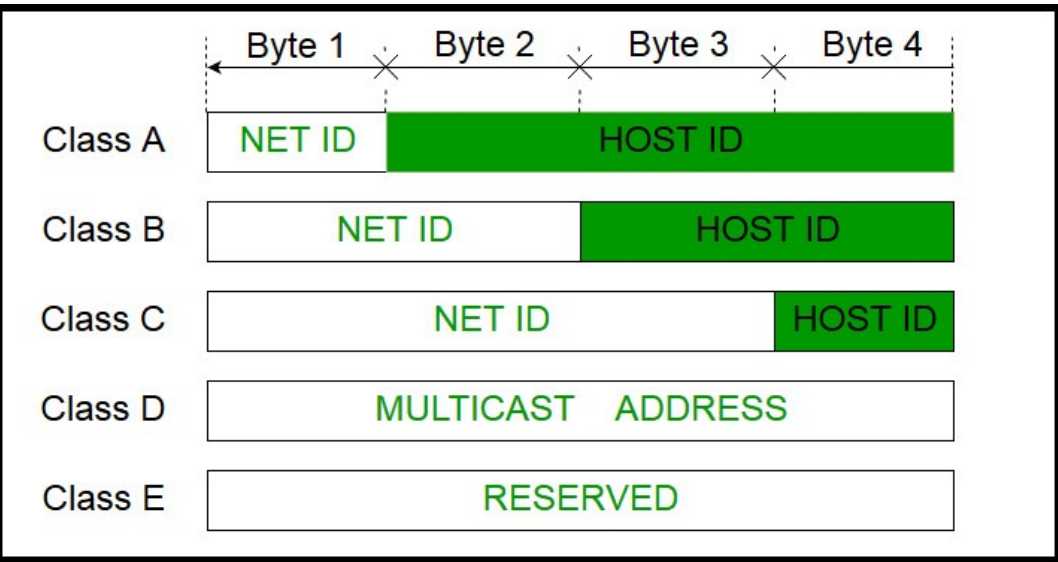 Byte 1 Byte 2 Byte 3 Byte 4
Class A NET ID HOST ID
Class B NET ID HOST ID
Class C NET ID HOST ID
Class D MULTICAST ADDRESS
Class E RESERVED